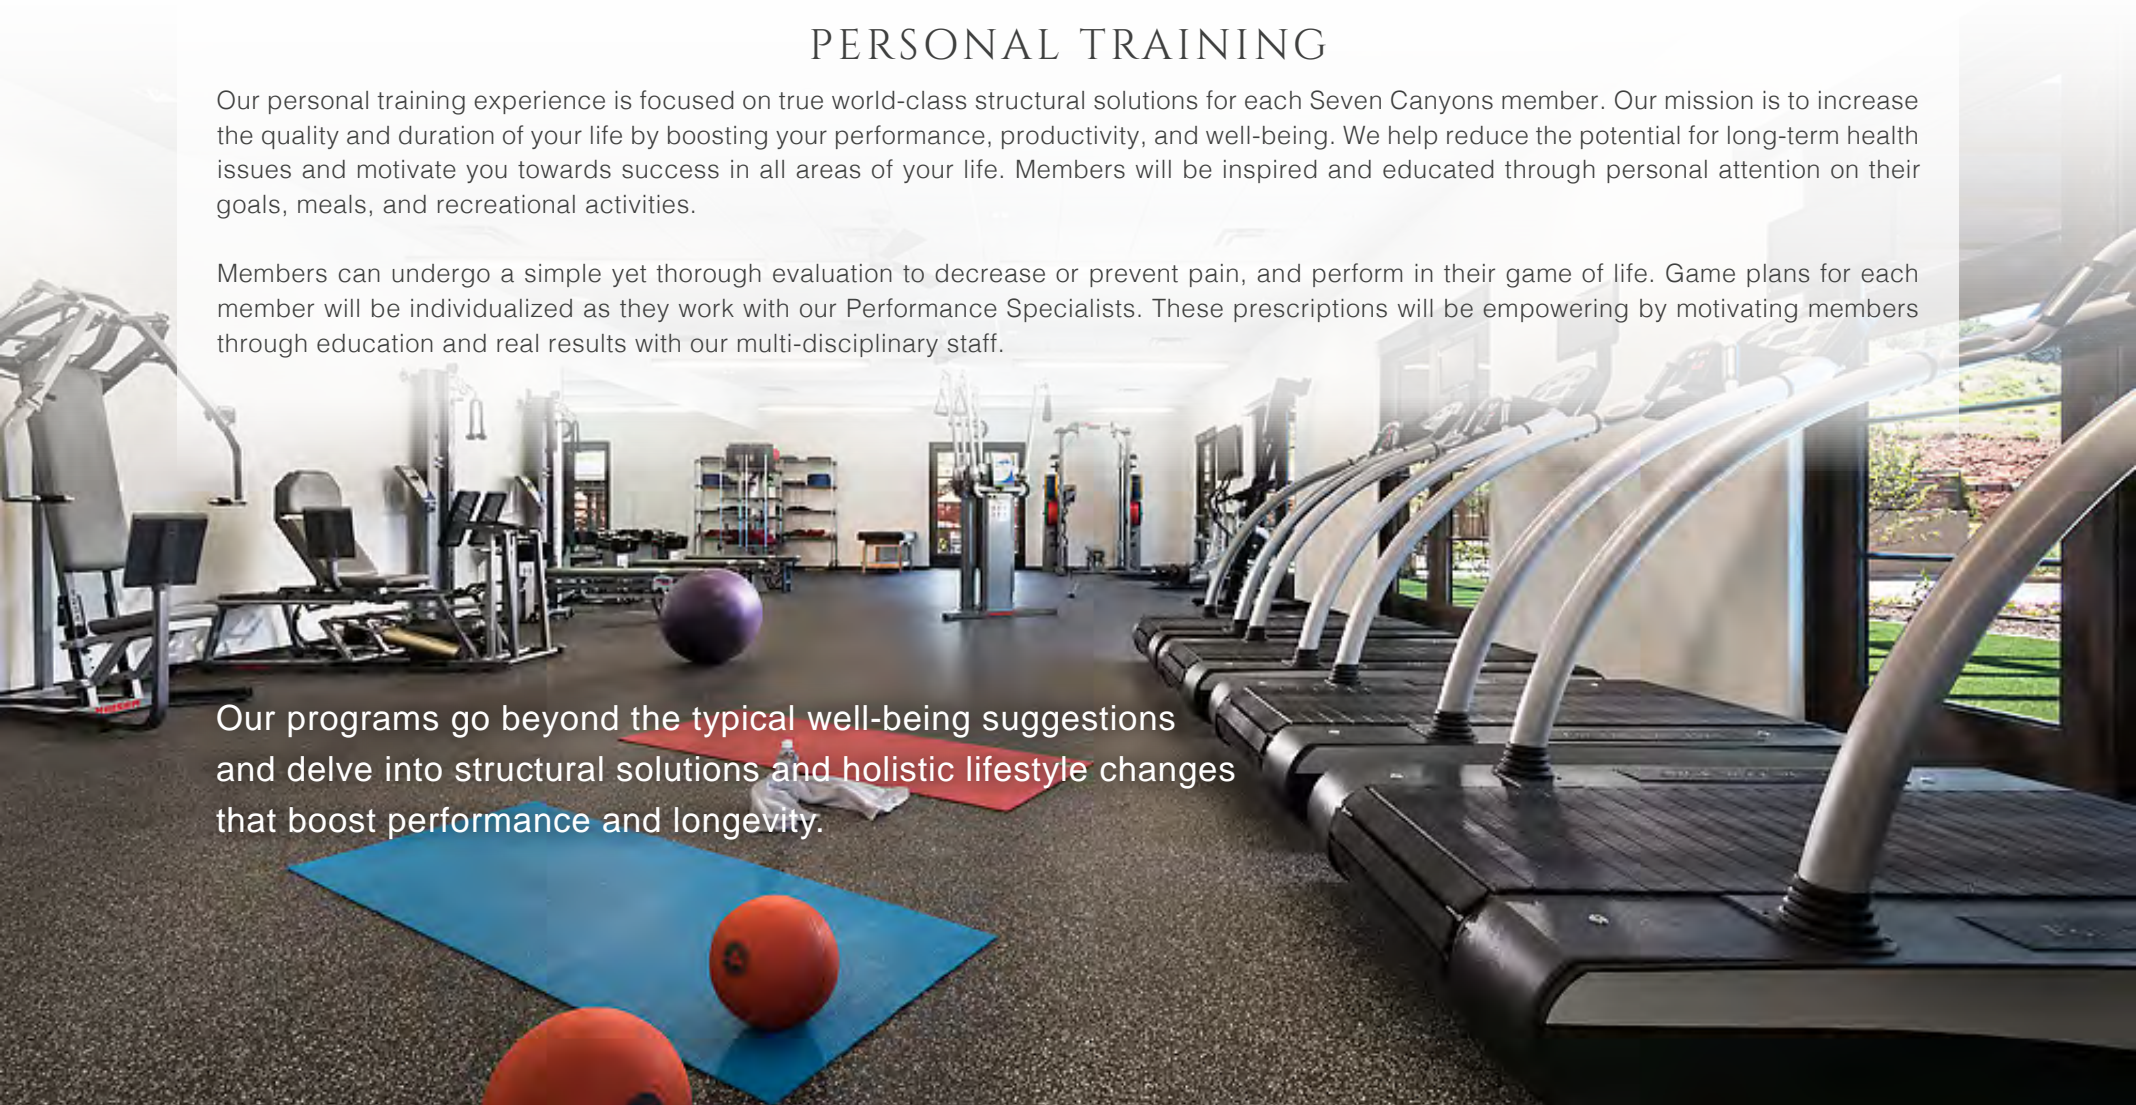 PERSONAL TRAINING
Our personal training experience is focused on true world-class structural solutions for each Seven Canyons member. Our mission is to increase
the quality and duration of your life by boosting your performance, productivity, and well-being. We help reduce the potential for long-term health
issues and motivate you towards success in all areas of your life. Members will be inspired and educated through personal attention on their
goals, meals, and recreational activities.
Members can undergo a simple yet thorough evaluation to decrease or prevent pain, and perform in their game of life. Game plans for each
member will be individualized as they work with our Performance Specialists. These prescriptions will be empowering by motivating members
through education and real results with our multi-disciplinary staff.
Our programs go beyond the typical well-being suggestions
and delve into structural solutions and holistic lifestyle changes
that boost performance and longevity.